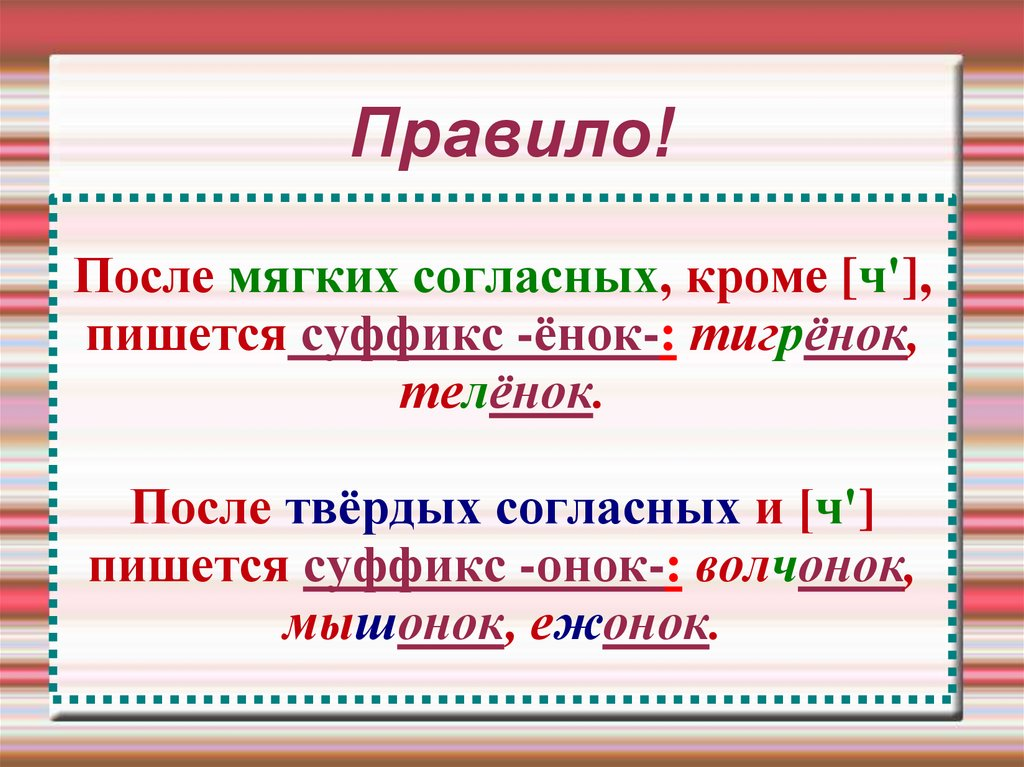 Правило!
После мягких согласных, кроме [ч'],
пишется суффикс -ёнок-: тигрёнок,
телёнок.
После твёрдых согласных и [ч']
пишется суффикс -онок-: волчонок,
мышонок, ежонок.